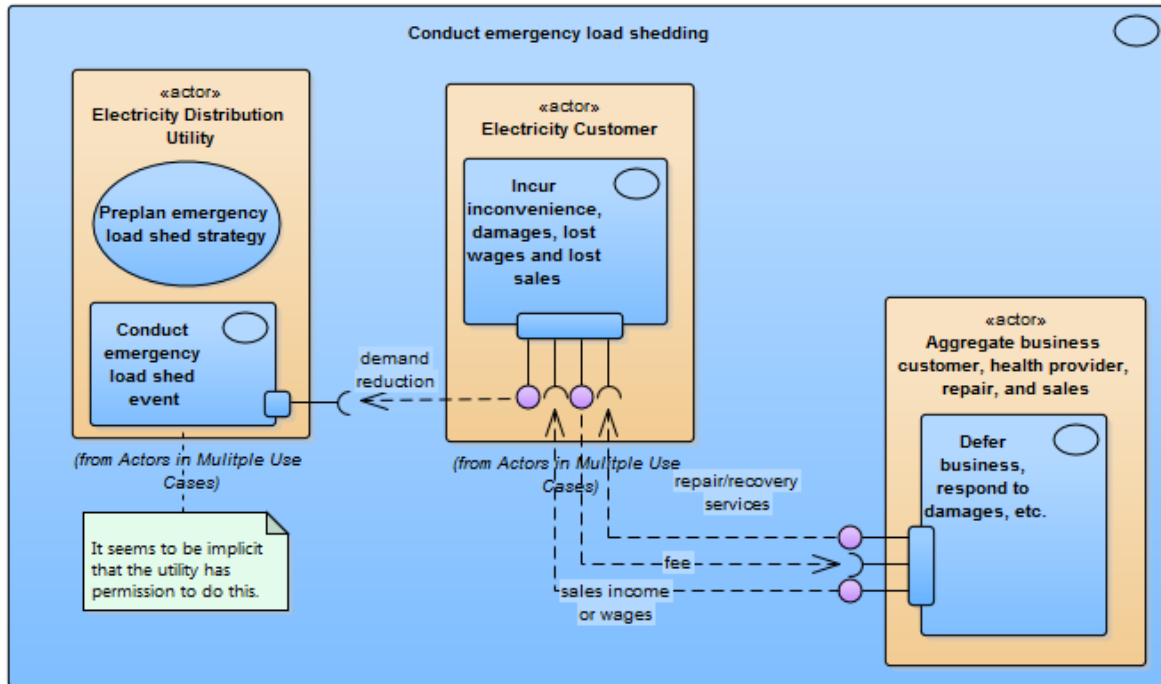 Conduct emergency load shedding
«actor»
Electricity Distribution
Utility
Preplan emergency
load shed strategy
Conduct
emergency
load shed
event
(from Actors in Mulitple Use
Cases)
It seems to be implicit
that the utility has
permission to do this.
demand
reduction
«actor»
Electricity Customer
Incur
inconvenience,
damages, lost
wages and lost
sales
(from Actors in Mulitple Use
Cases)
repair/recovery
services
fee
sales income
or wages
«actor»
Aggregate business
customer, health provider,
repair, and sales
Defer
business,
respond to
damages, etc.